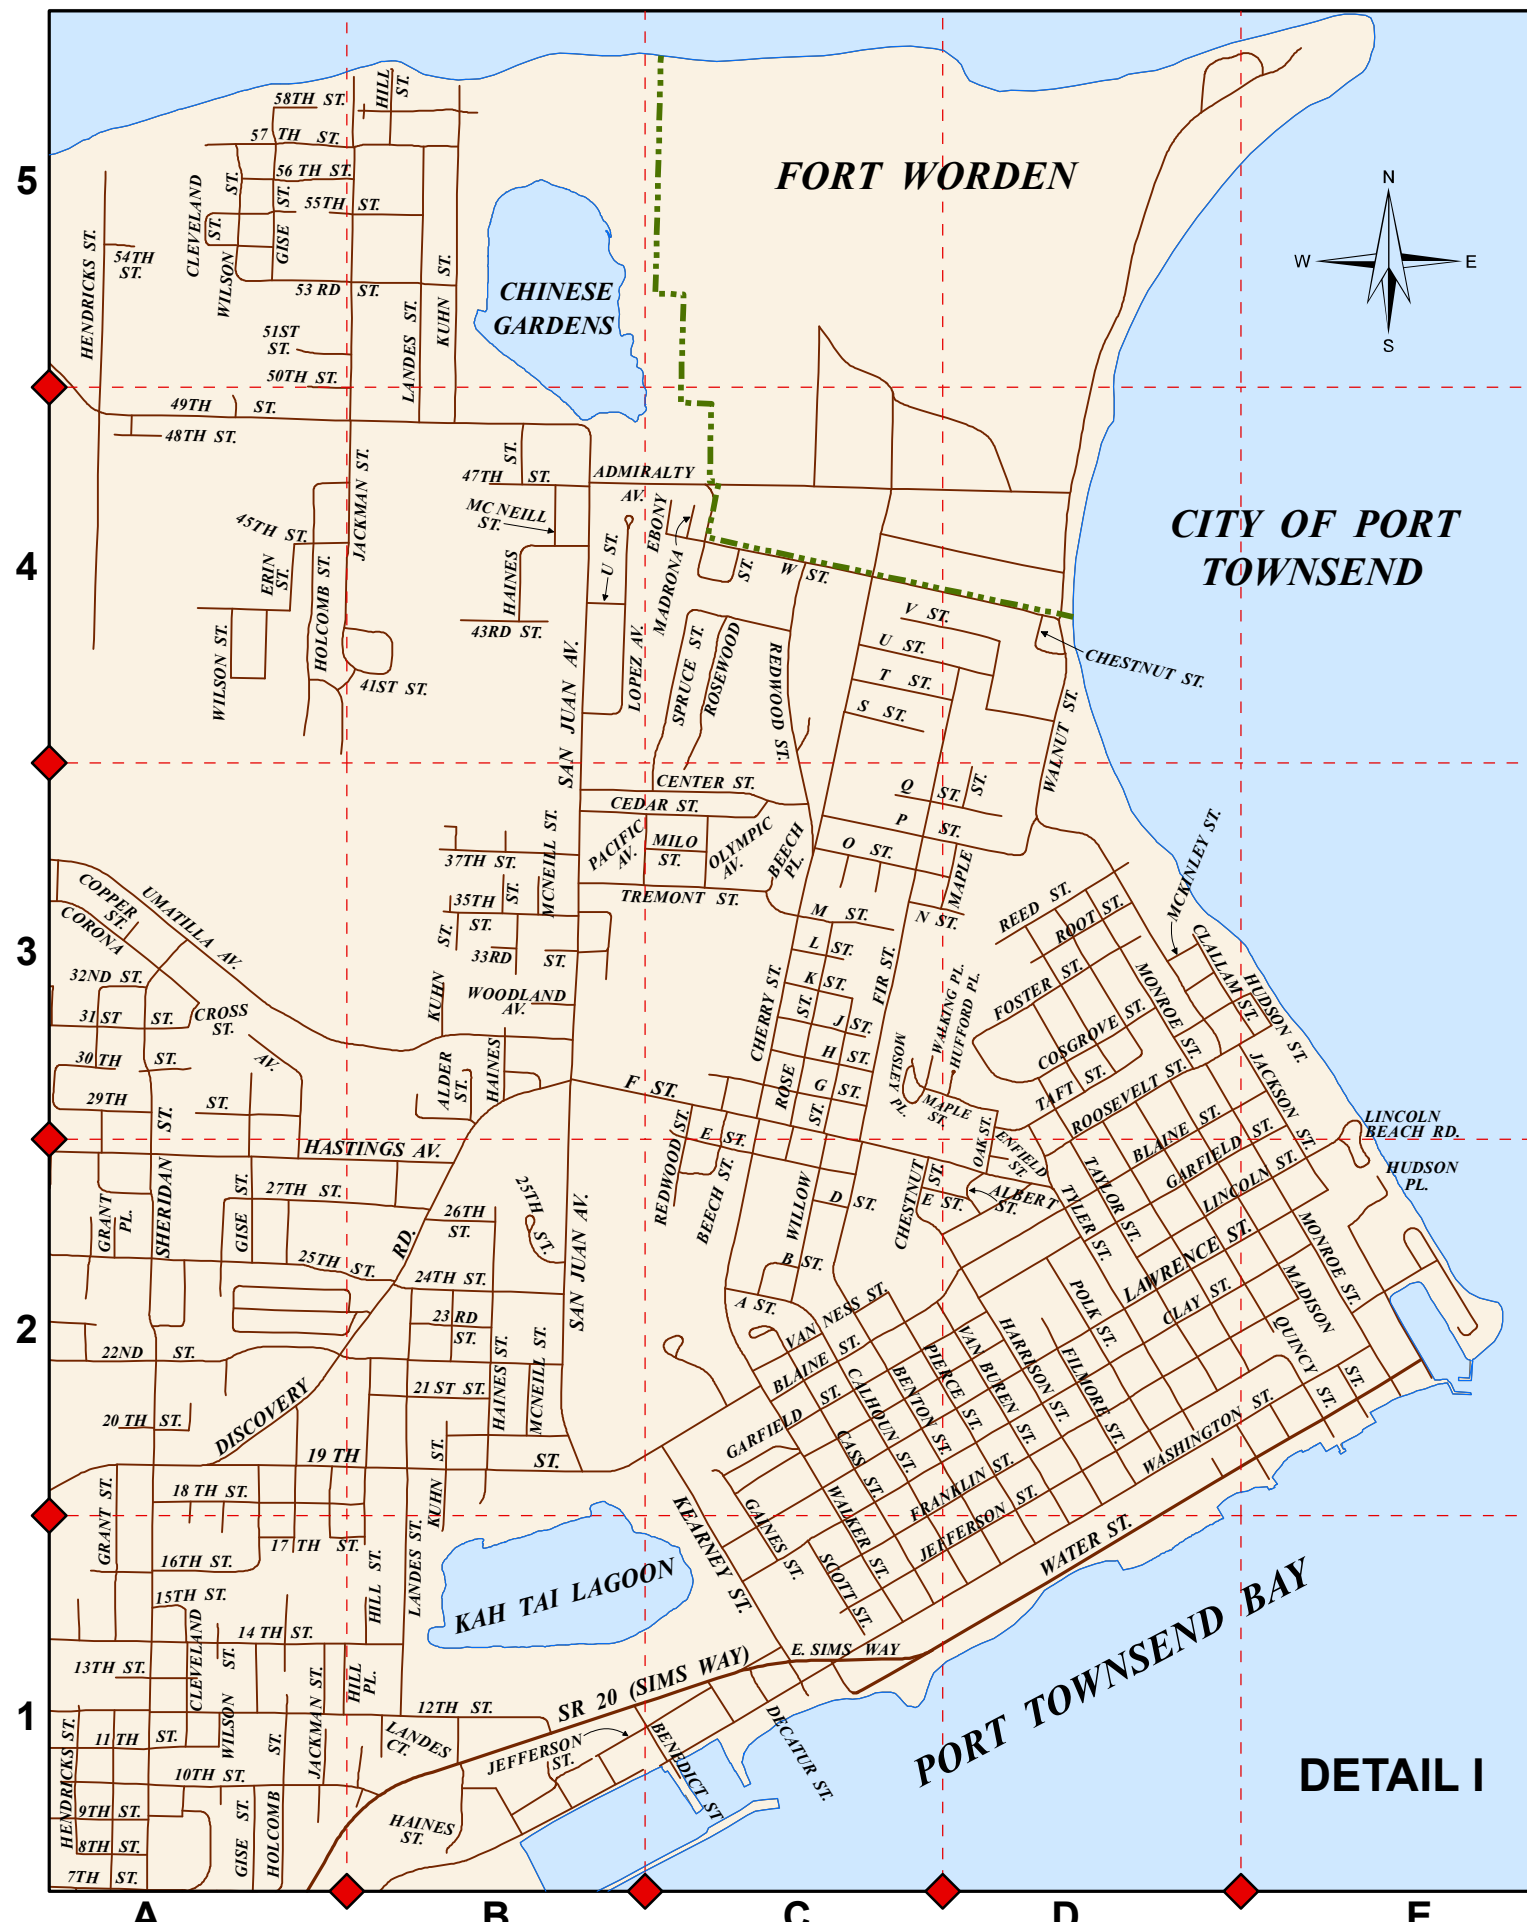 58TH ST.
HILL ST.
57 TH ST.
56 TH ST.
55TH ST.
CLEVELAND ST.
WILSON ST.
GISE ST.
HENDRICKS ST.
54TH
ST.
53 RD ST.
51ST
ST.
50TH ST.
LANDES ST.
KUHN ST.
CHINESE
GARDENS
FORT WORDEN
N
W
E
S
5
49TH ST.
48TH ST.
JACKMAN ST.
47TH ST.
ST.
ADMIRALTY
AV.
MC NEILL
ST.
45TH ST.
ERIN
ST.
HOLCOMB ST.
WILSON ST.
41ST ST.
HAINES
43RD ST.
U ST.
LOPEZ AV.
EBONY
MADRONA
ST.
W ST.
SPRUCE ST.
ROSEWOOD
REDWOOD ST.
SAN JUAN AV.
V ST.
U ST.
T ST.
S ST.
CHESTNUT ST.
WALNUT ST.
CITY OF PORT
TOWNSEND
4
CENTER ST.
CEDAR ST.
PACIFIC
AV.
MILO
ST.
OLYMPIC
AV.
BEECH
PL.
TREMONT ST.
MCNEILL ST.
37TH ST.
35TH
ST.
ST.
33RD ST.
KUHN ST.
WOODLAND
AV.
Q ST.
ST.
P ST.
O ST.
MAPLE
M ST.
N ST.
L ST.
K ST.
J ST.
H ST.
G ST.
CHERRY ST.
ROSE ST.
FIR ST.
REED ST.
ROOT ST.
MCKINLEY ST.
CLALLAM ST.
HUDSON ST.
FOSTER ST.
MONROE ST.
COSGROVE ST.
TAFT ST.
ROOSEVELT ST.
JACKSON ST.
WALKING PL.
HUFFORD PL.
MOSLEY
PL.
MAPLE
ST.
OAK ST.
ENFIELD
ST.
COPPER
ST.
CORONA
UMATILLA AV.
32ND ST.
31 ST ST.
CROSS
ST.
30 TH ST.
AV.
29TH ST.
ALDER
ST.
HAINES
F ST.
3
HASTINGS AV.
LINCOLN
BEACH RD.
HUDSON
PL.
SHERIDAN ST.
GRANT
PL.
GISE ST.
27TH ST.
26TH
ST.
25TH
ST.
25TH ST.
24TH ST.
23 RD
ST.
22ND ST.
21 ST ST.
20 TH ST.
DISCOVERY RD.
19 TH ST.
HAINES ST.
MCNEILL ST.
SAN JUAN AV.
REDWOOD ST.
E ST.
BEECH ST.
WILLOW ST.
D ST.
B ST.
A ST.
CHESTNUT ST.
E ST.
ALBERT
ST.
TYLER ST.
TAYLOR ST.
BLAINE ST.
GARFIELD ST.
LINCOLN ST.
LAWRENCE ST.
CLAY ST.
MONROE ST.
MADISON ST.
QUINCY ST.
POLK ST.
FILMORE ST.
HARRISON ST.
VAN BUREN ST.
PIERCE ST.
BENTON ST.
CALHOUN ST.
CASS ST.
WALKER ST.
VAN NESS ST.
BLAINE ST.
GARFIELD ST.
FRANKLIN ST.
JEFFERSON ST.
WASHINGTON ST.
WATER ST.
2
18 TH ST.
17 TH ST.
16TH ST.
15TH ST.
14 TH ST.
13TH ST.
12TH ST.
11 TH ST.
10TH ST.
9TH ST.
8TH ST.
7TH ST.
GRANT ST.
CLEVELAND
WILSON ST.
JACKMAN ST.
HENDRICKS ST.
GISE ST.
HOLCOMB ST.
HILL ST.
HILL
PL.
LANDES ST.
KUHN ST.
LANDES
CT.
HAINES
ST.
KAH TAI LAGOON
KEARNEY ST.
GAINES ST.
SCOTT ST.
SR 20 (SIMS WAY)
E. SIMS WAY
JEFFERSON
ST.
BENEDICT ST
DECATUR ST.
PORT TOWNSEND BAY
DETAIL I
1
A B C D E